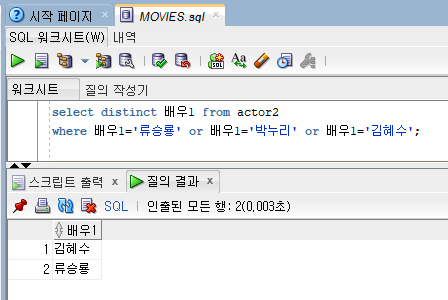 시작 페이지 × MOVIES.sql ×
SQL 워크시트(W) 내역
워크시트 질의 작성기
select distinct 배우1 from actor2
where 배우1='류승룡' or 배우1='박누리' or 배우1='김혜수';
스크립트 출력 × 질의 결과 ×
SQL | 인출된 모든 행: 2(0,003초)
배우1
1 김혜수
2 류승룡